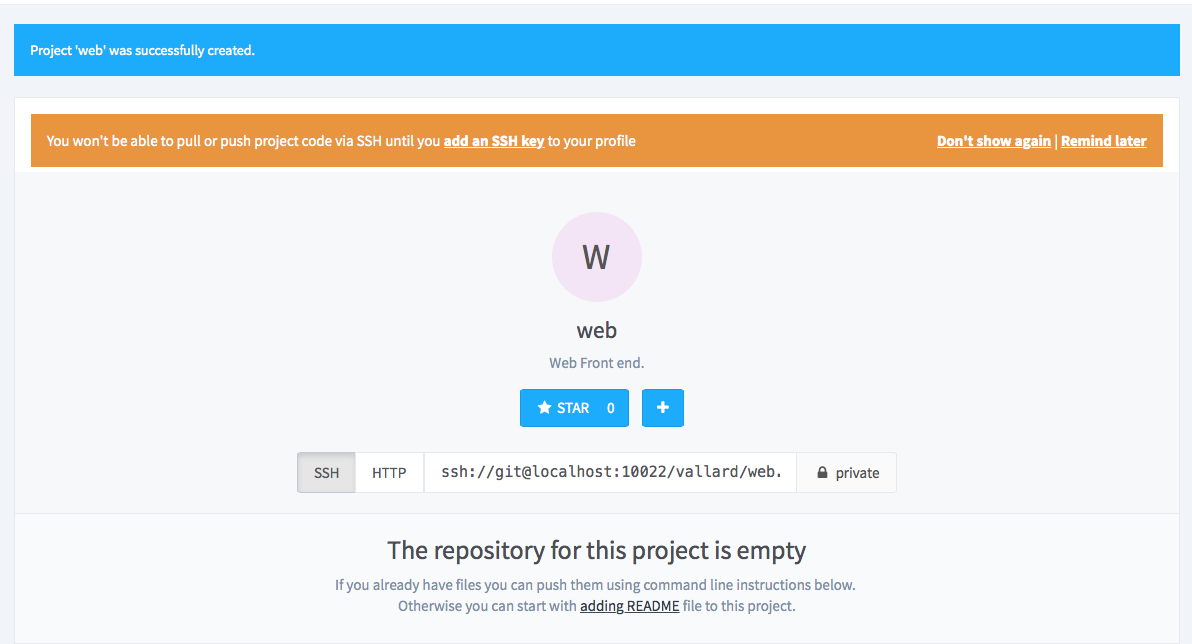 Project 'web' was successfully created.
You won't be able to pull or push project code via SSH until you add an SSH key to your profile
Don't show again | Remind later
W
web
Web Front end.
STAR 0
SSH HTTP ssh://git@localhost:10022/vallard/web. private
The repository for this project is empty
If you already have files you can push them using command line instructions below.
Otherwise you can start with adding README file to this project.